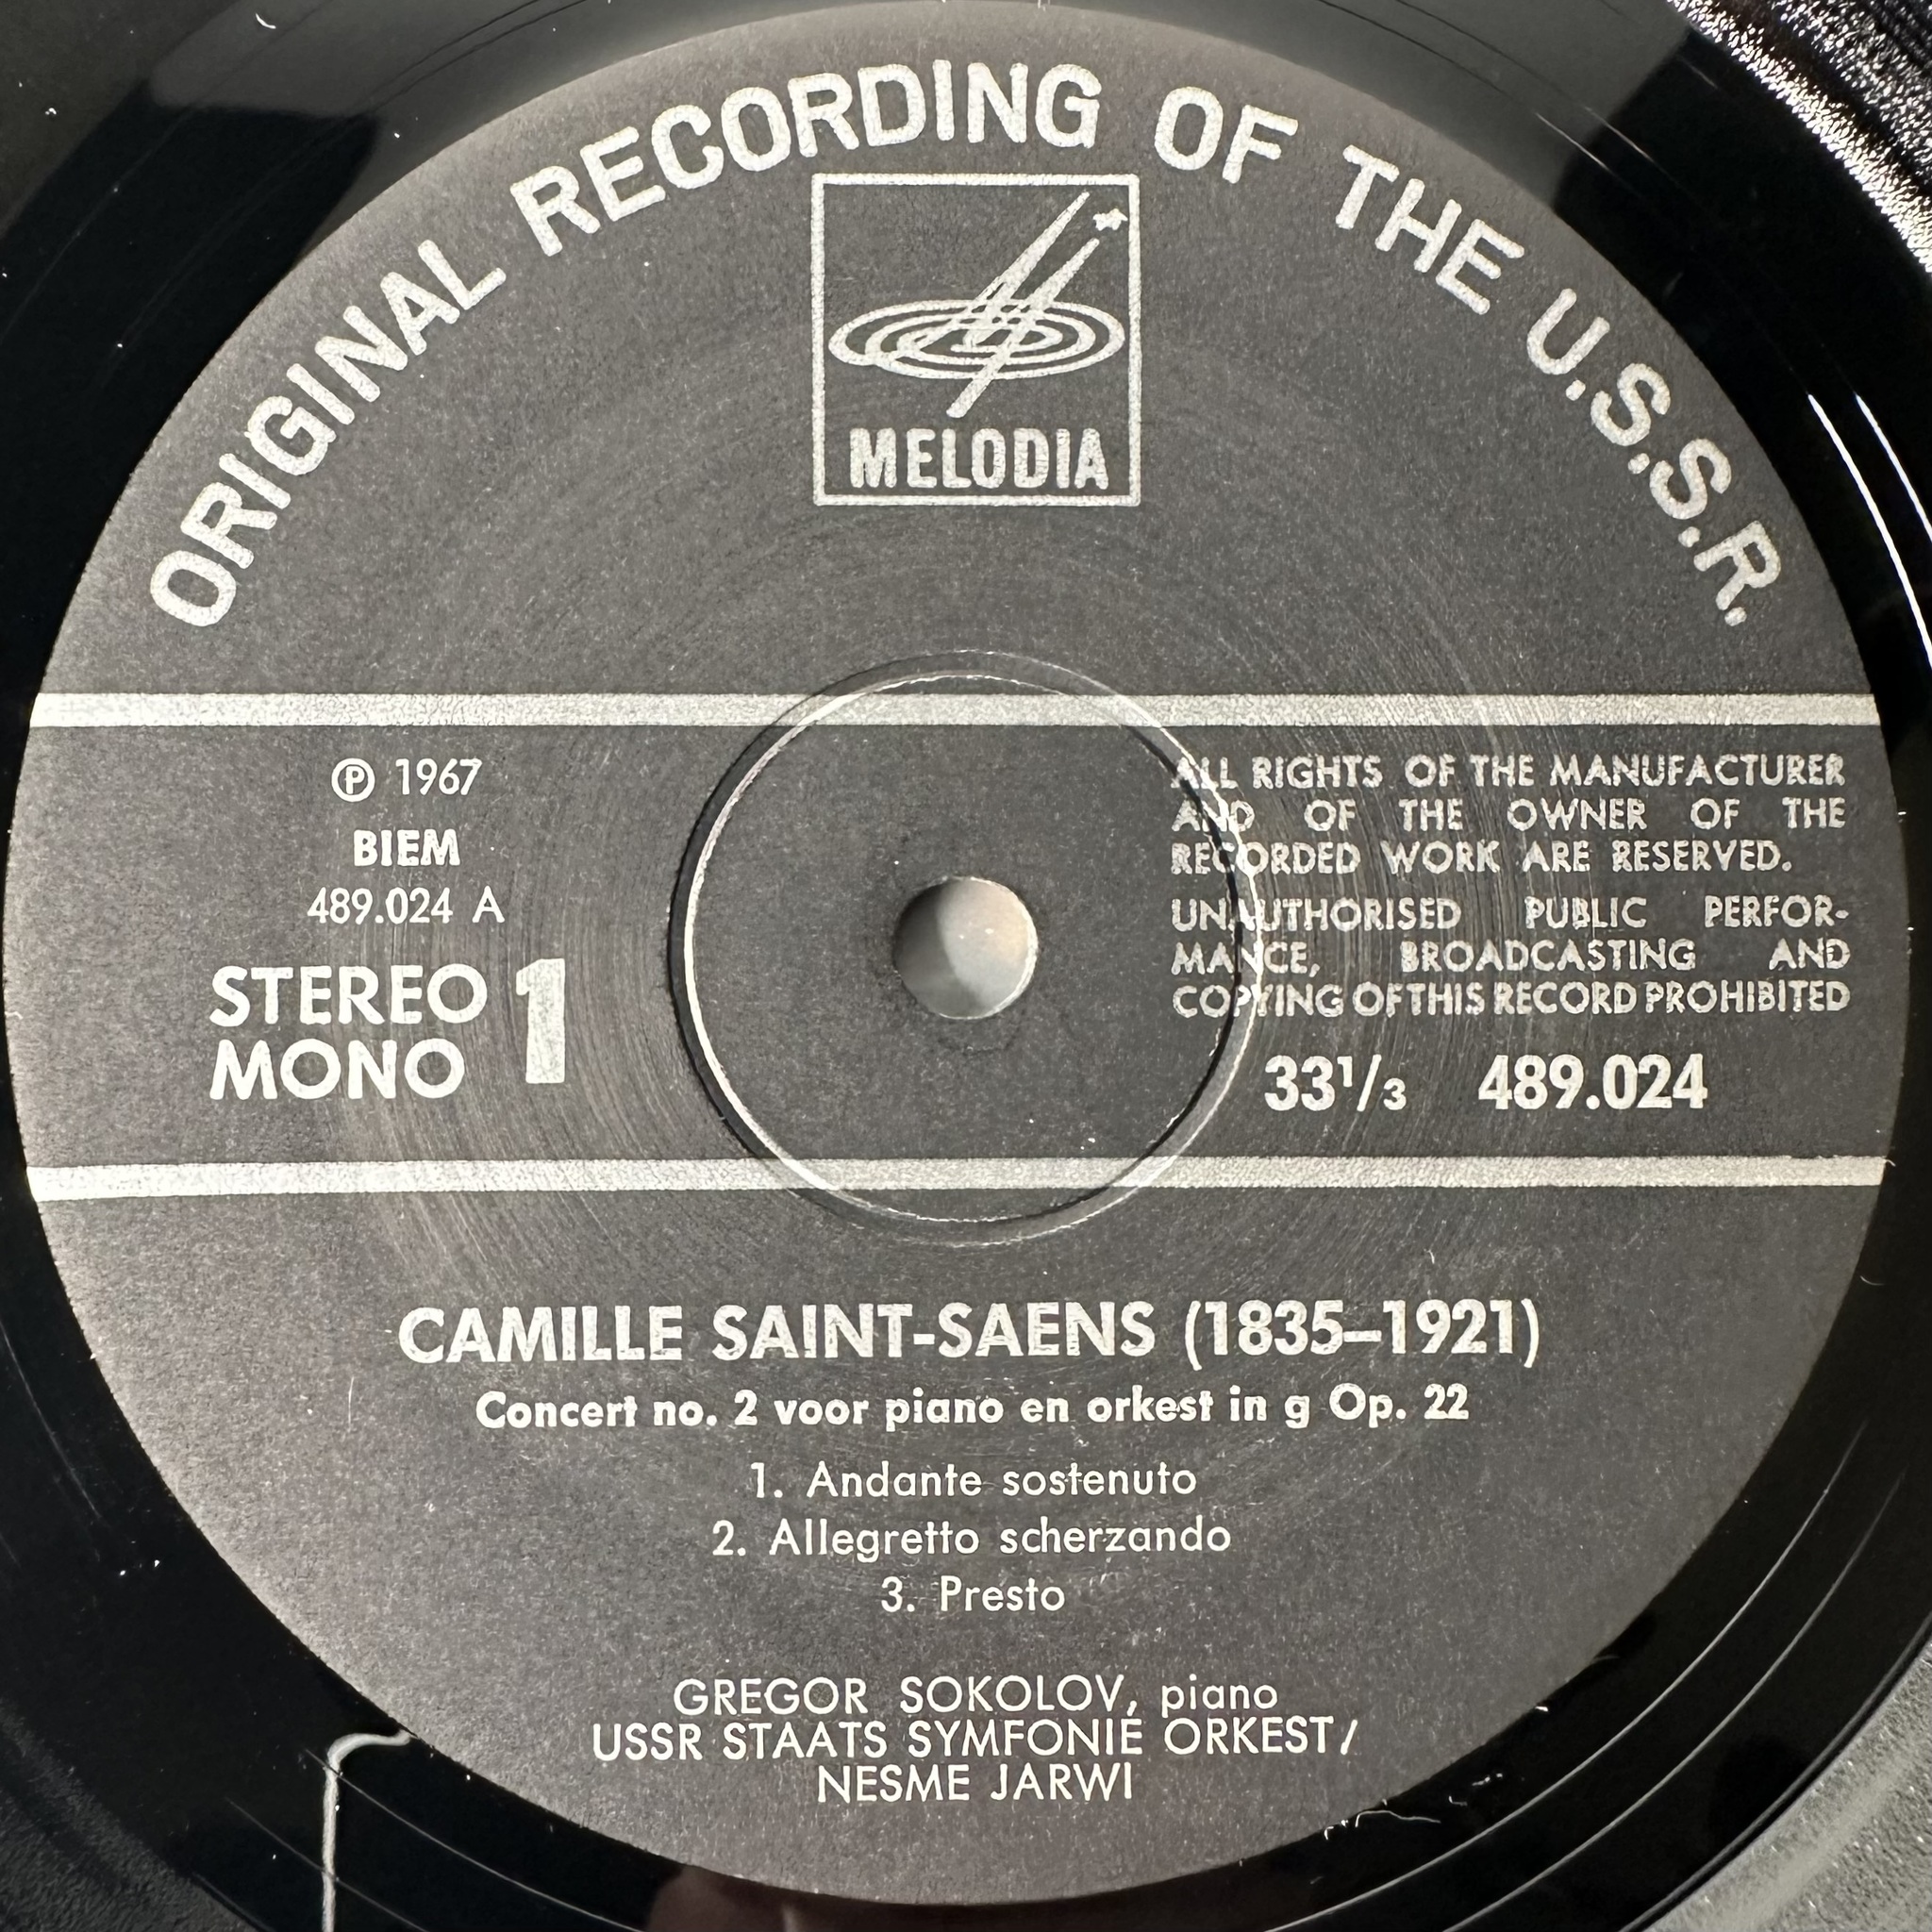 ORIGINAL RECORDING OF THE U.S.S.R.
MELODIA
℗ 1967
BIEM
489.024 A
STEREO 1
MONO
ALL RIGHTS OF THE MANUFACTURER
AND OF THE OWNER OF THE
RECORDED WORK ARE RESERVED.
UNAUTHORISED PUBLIC PERFOR-
MANCE, BROADCASTING AND
COPYING OF THIS RECORD PROHIBITED
33¹/₃ 489.024
CAMILLE SAINT-SAENS (1835–1921)
Concert no. 2 voor piano en orkest in g Op. 22
1. Andante sostenuto
2. Allegretto scherzando
3. Presto
GREGOR SOKOLOV, piano
USSR STAATS SYMFONIE ORKEST/
NESME JARWI